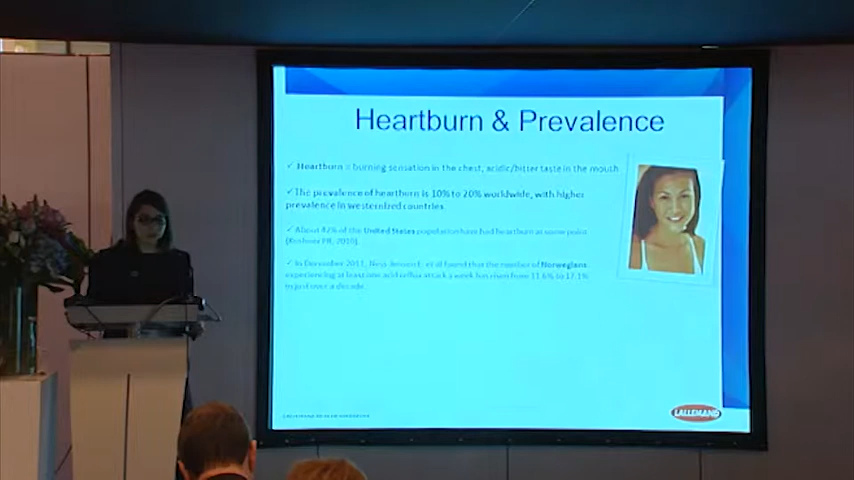 Heartburn & Prevalence
✓ Heartburn = burning sensation in the chest, acidic/bitter taste in the mouth
✓ The prevalence of heartburn is 10% to 20% worldwide, with higher
prevalence in westernized countries.
✓ About 42% of the United States population have had heartburn at some point
2010).
✓ In December 2011, Ness-Jensen E, et al found that the number of Norwegians
experiencing at least one acid reflux attack a week has risen from 11.6% to 17.1%
in just over a decade.
LALLEMAND